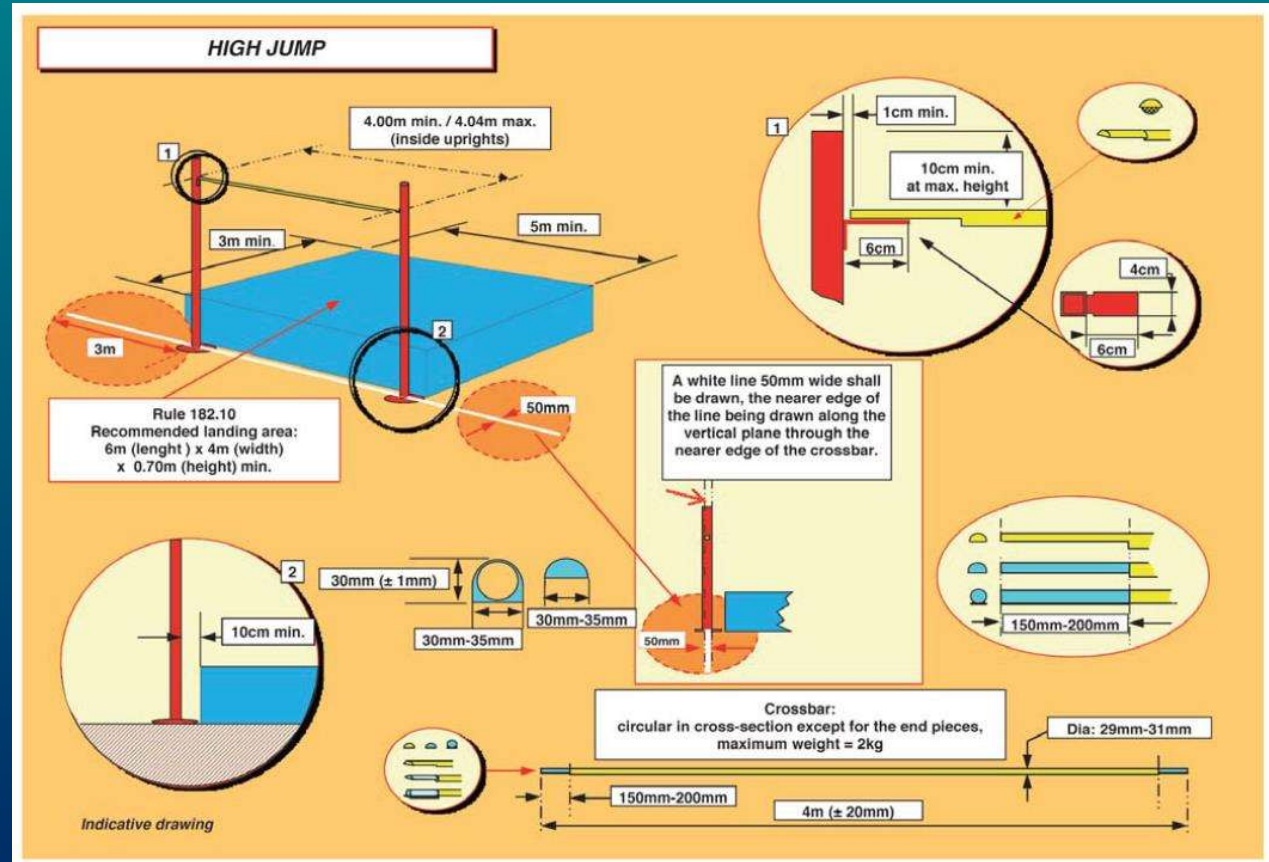 HIGH JUMP
4.00m min. / 4.04m max.
(inside uprights)
1
3m min.
5m min.
3m
2
50mm
Rule 182.10
Recommended landing area:
6m (lenght ) x 4m (width)
x 0.70m (height) min.
1
1cm min.
10cm min.
at max. height
6cm
4cm
6cm
A white line 50mm wide shall
be drawn, the nearer edge of
the line being drawn along the
vertical plane through the
nearer edge of the crossbar.
50mm
2
10cm min.
30mm (± 1mm)
30mm-35mm
30mm-35mm
150mm-200mm
Crossbar:
circular in cross-section except for the end pieces,
maximum weight = 2kg
Dia: 29mm-31mm
150mm-200mm
4m (± 20mm)
Indicative drawing